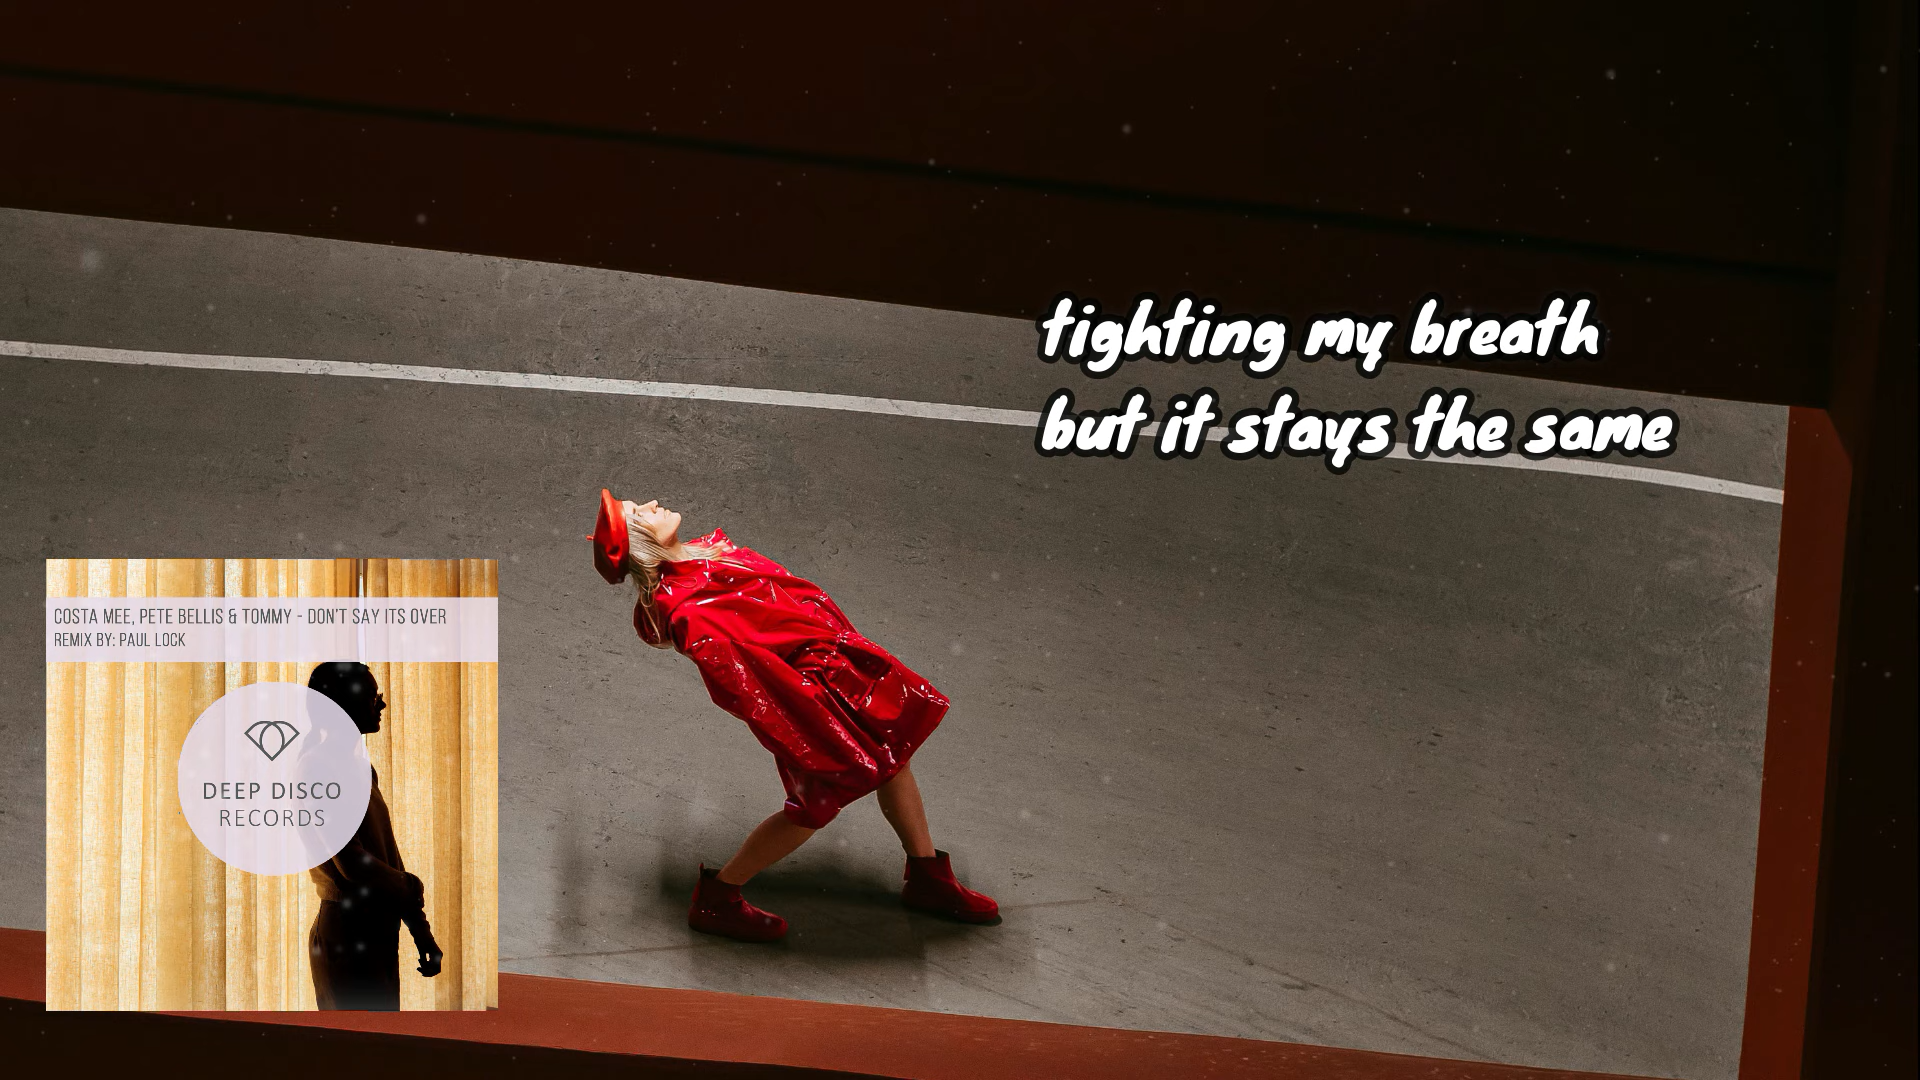 tighting my breath
but it stays the same
COSTA MEE, PETE BELLIS & TOMMY - DON'T SAY ITS OVER
REMIX BY: PAUL LOCK
DEEP DISCO
RECORDS